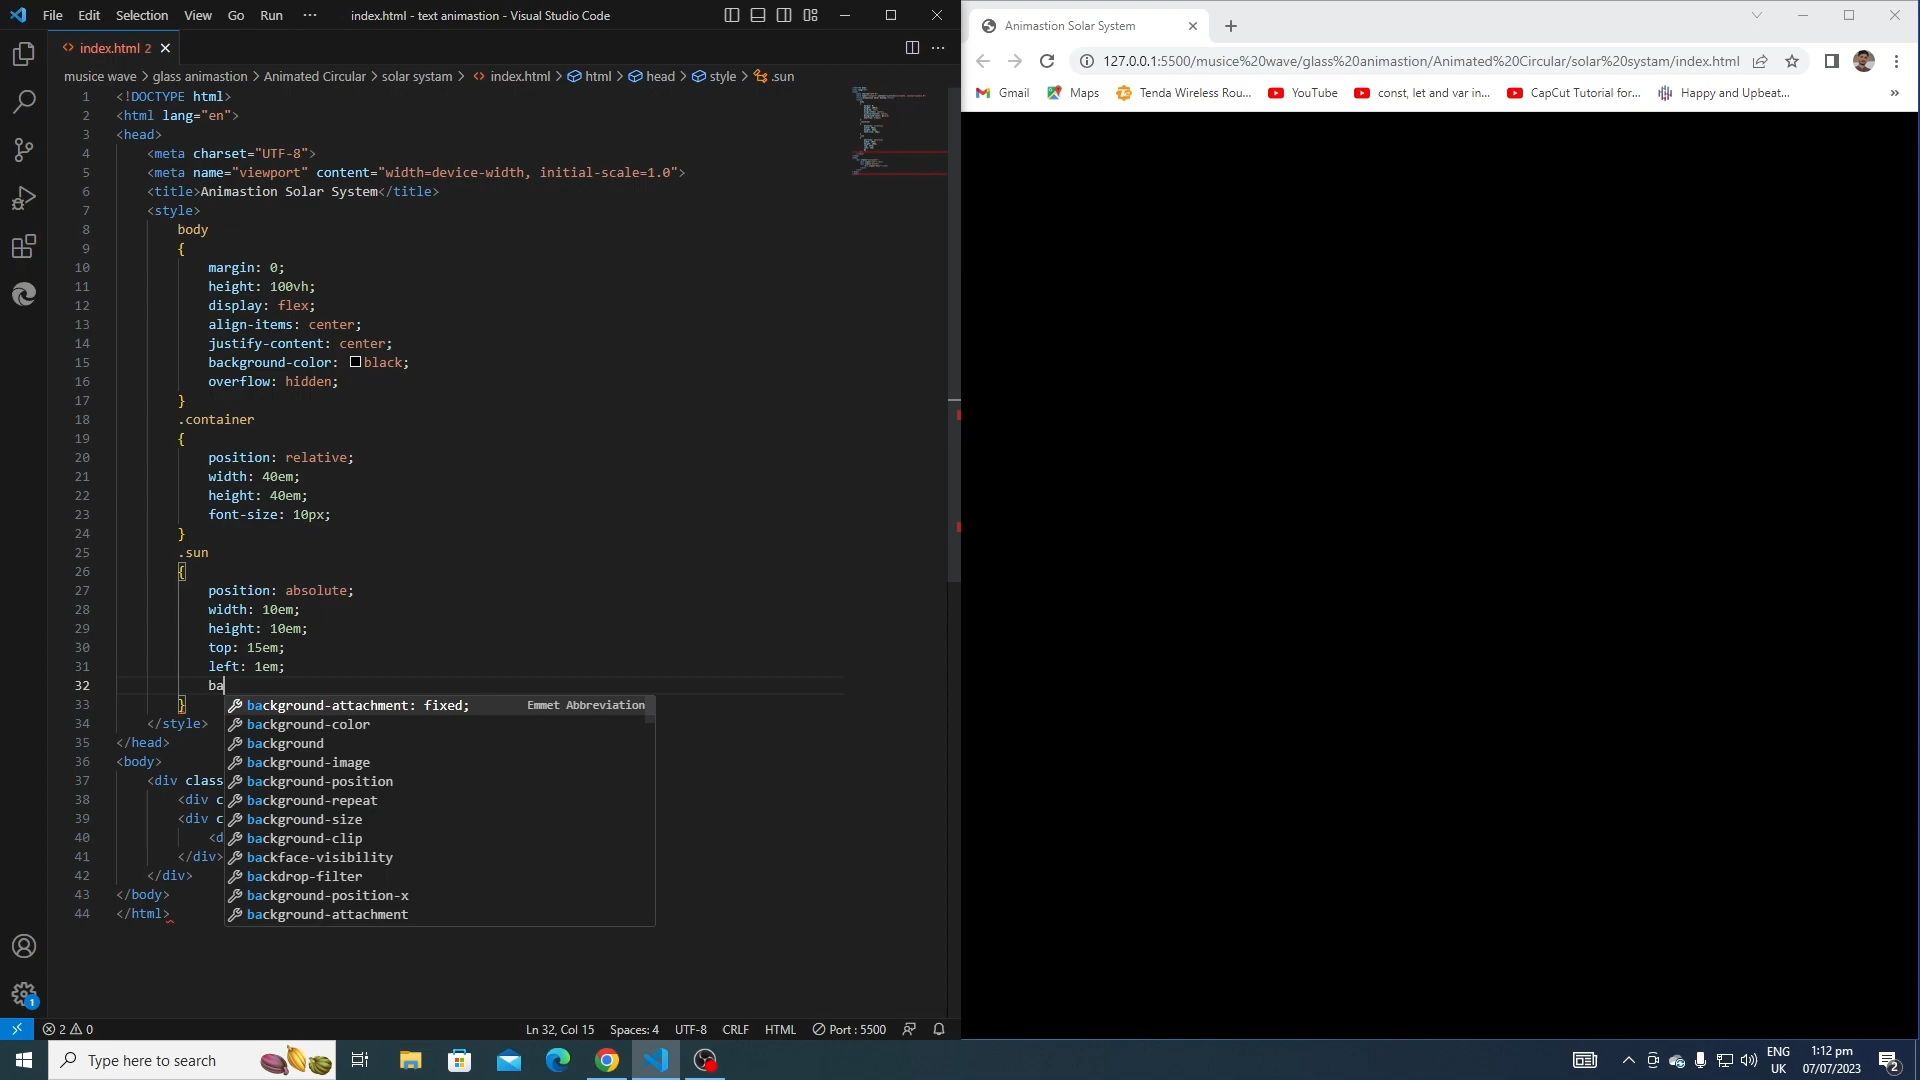 File Edit Selection View Go Run ··· index.html - text animastion - Visual Studio Code
index.html 2
musice wave > glass animastion > Animated Circular > solar systam > index.html > html > head > style > .sun
1 <!DOCTYPE html>
2 <html lang="en">
3 <head>
4 <meta charset="UTF-8">
5 <meta name="viewport" content="width=device-width, initial-scale=1.0">
6 <title>Animastion Solar System</title>
7 <style>
8 body
9 {
10 margin: 0;
11 height: 100vh;
12 display: flex;
13 align-items: center;
14 justify-content: center;
15 background-color: black;
16 overflow: hidden;
17 }
18 .container
19 {
20 position: relative;
21 width: 40em;
22 height: 40em;
23 font-size: 10px;
24 }
25 .sun
26 {
27 position: absolute;
28 width: 10em;
29 height: 10em;
30 top: 15em;
31 left: 1em;
32 ba
33 }
34 </style>
35 </head>
36 <body>
37 <div class
38 <div c
39 <div c
40 <d
41 </div>
42 </div>
43 </body>
44 </html>
background-attachment: fixed; Emmet Abbreviation
background-color
background
background-image
background-position
background-repeat
background-size
background-clip
backface-visibility
backdrop-filter
background-position-x
background-attachment
1
2 0 Ln 32, Col 15 Spaces: 4 UTF-8 CRLF HTML Port : 5500
Animastion Solar System
127.0.0.1:5500/musice%20wave/glass%20animastion/Animated%20Circular/solar%20systam/index.html
Gmail Maps Tenda Wireless Rou... YouTube const, let and var in... CapCut Tutorial for... Happy and Upbeat... »
Type here to search
ENG
UK
1:12 pm
07/07/2023
2